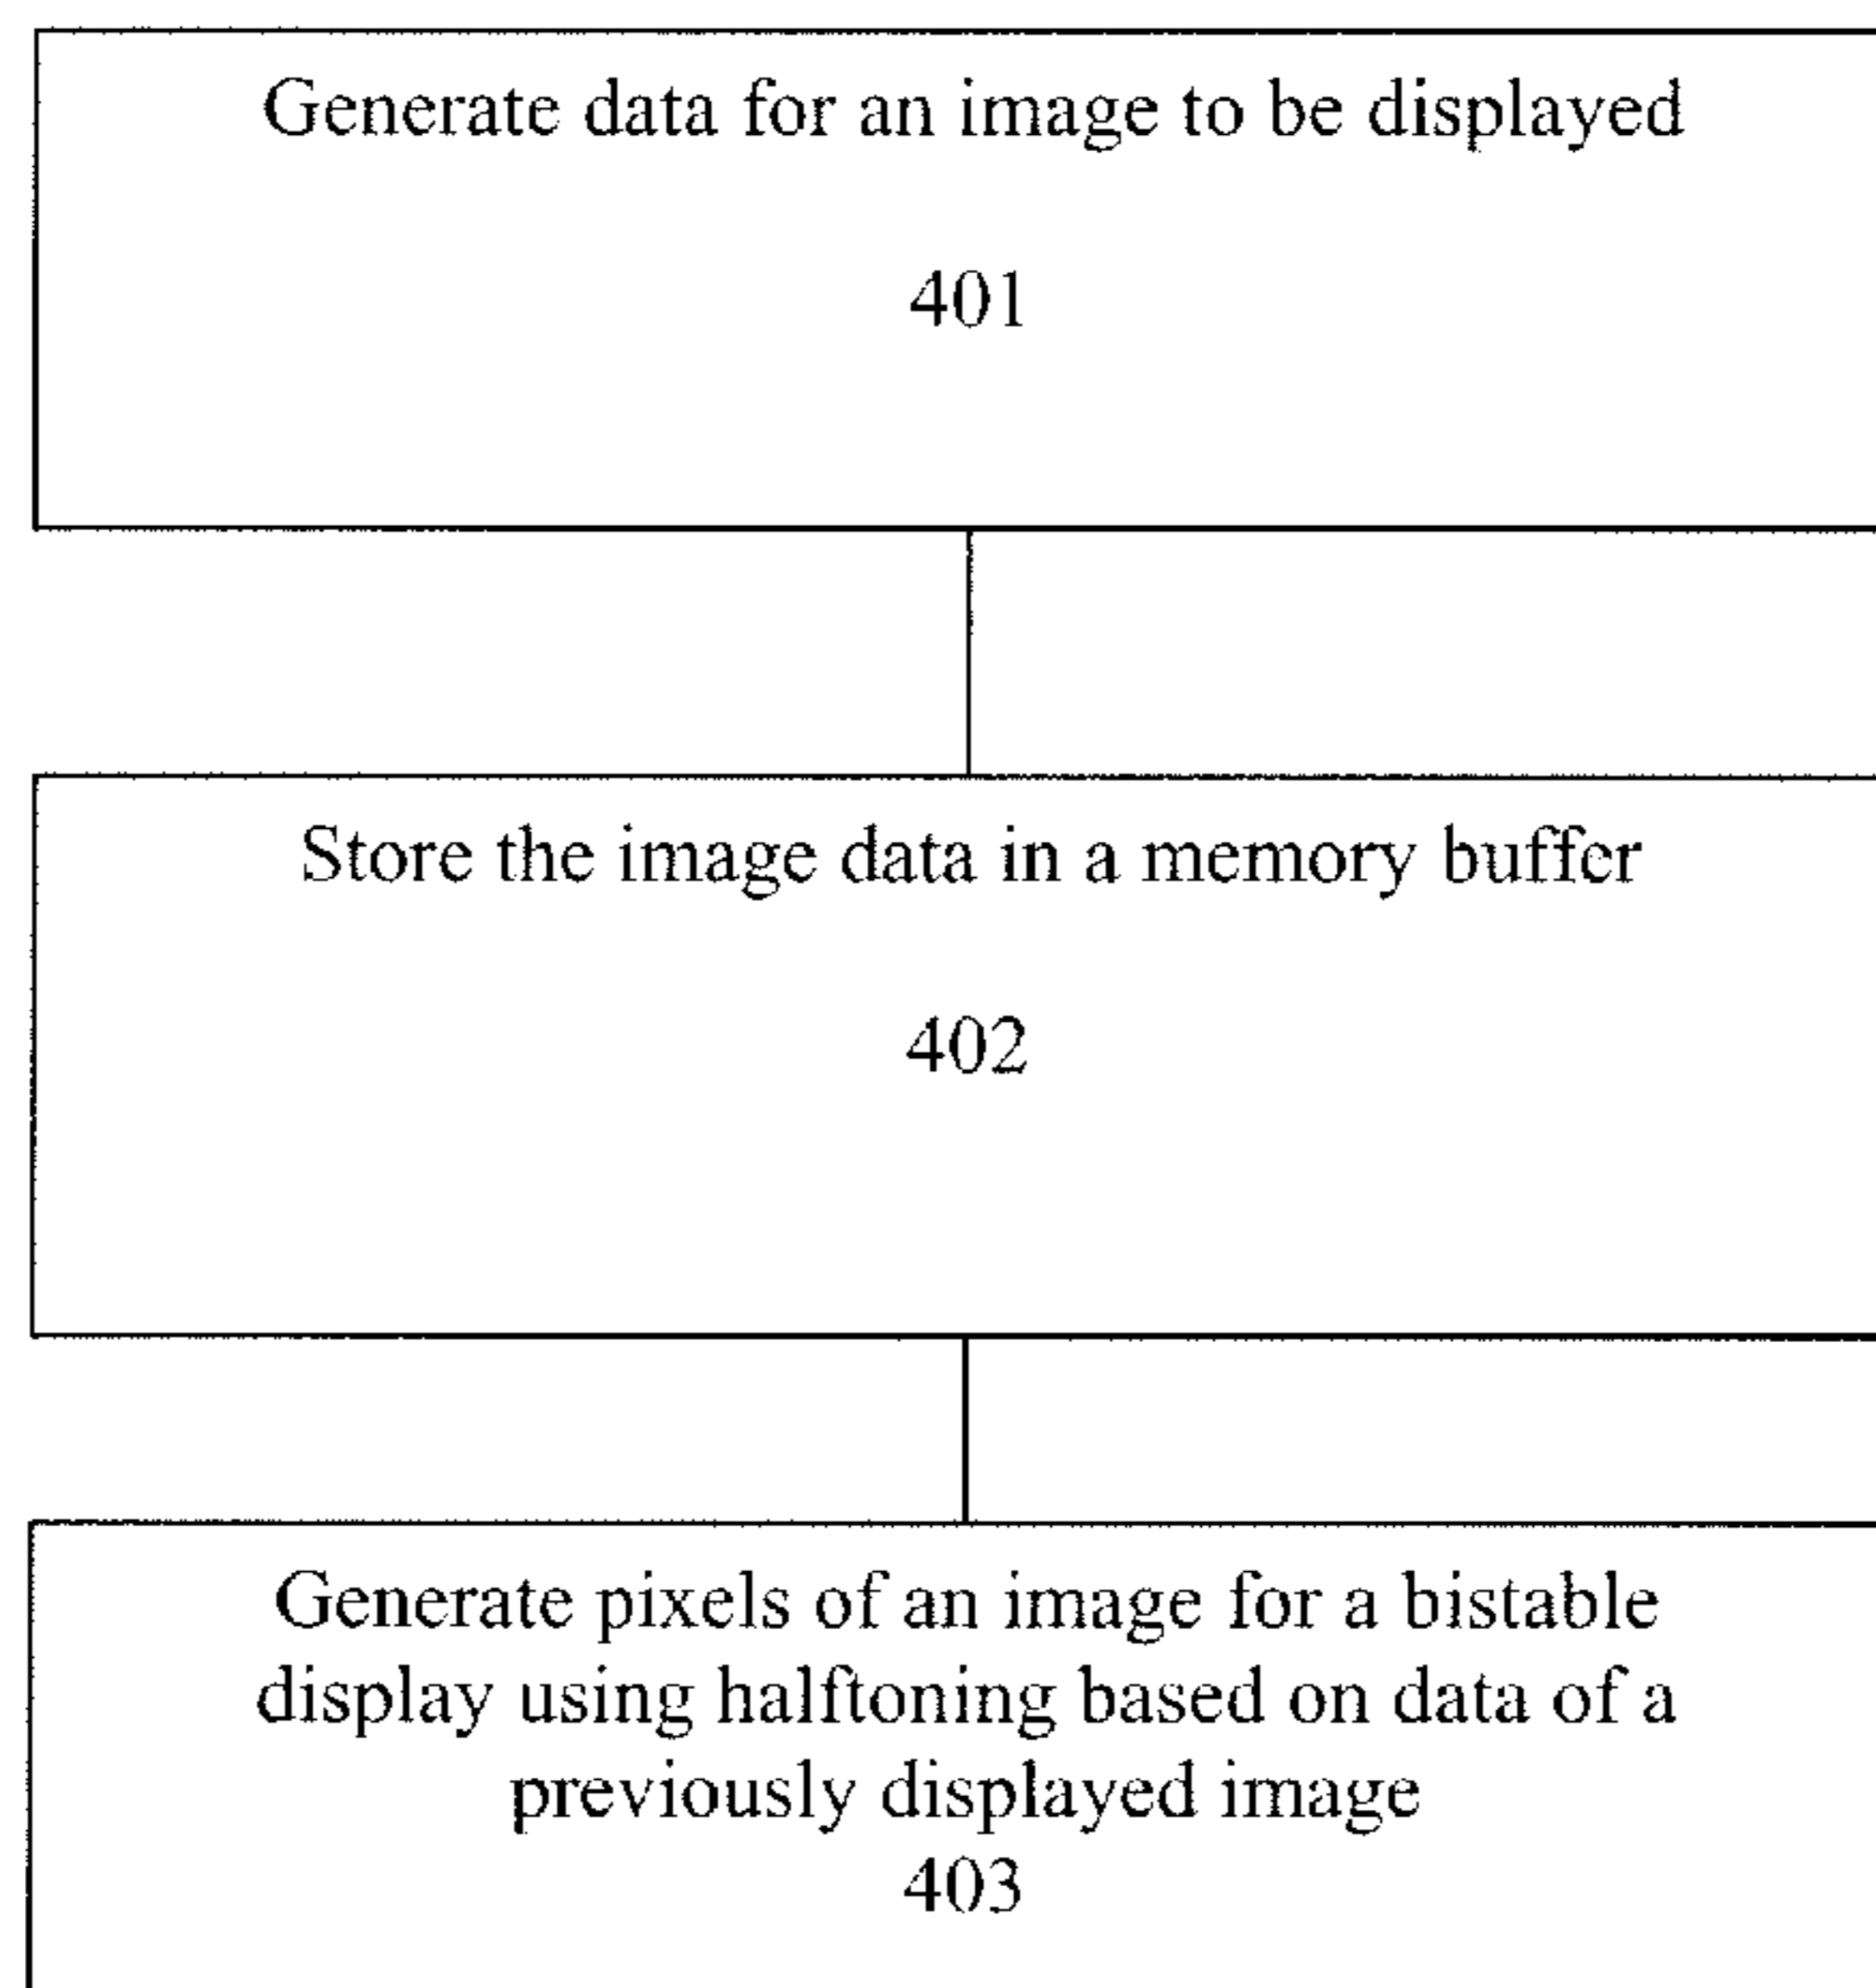 Generate data for an image to be displayed
401
Store the image data in a memory buffer
402
Generate pixels of an image for a bistable
display using halftoning based on data of a
previously displayed image
403